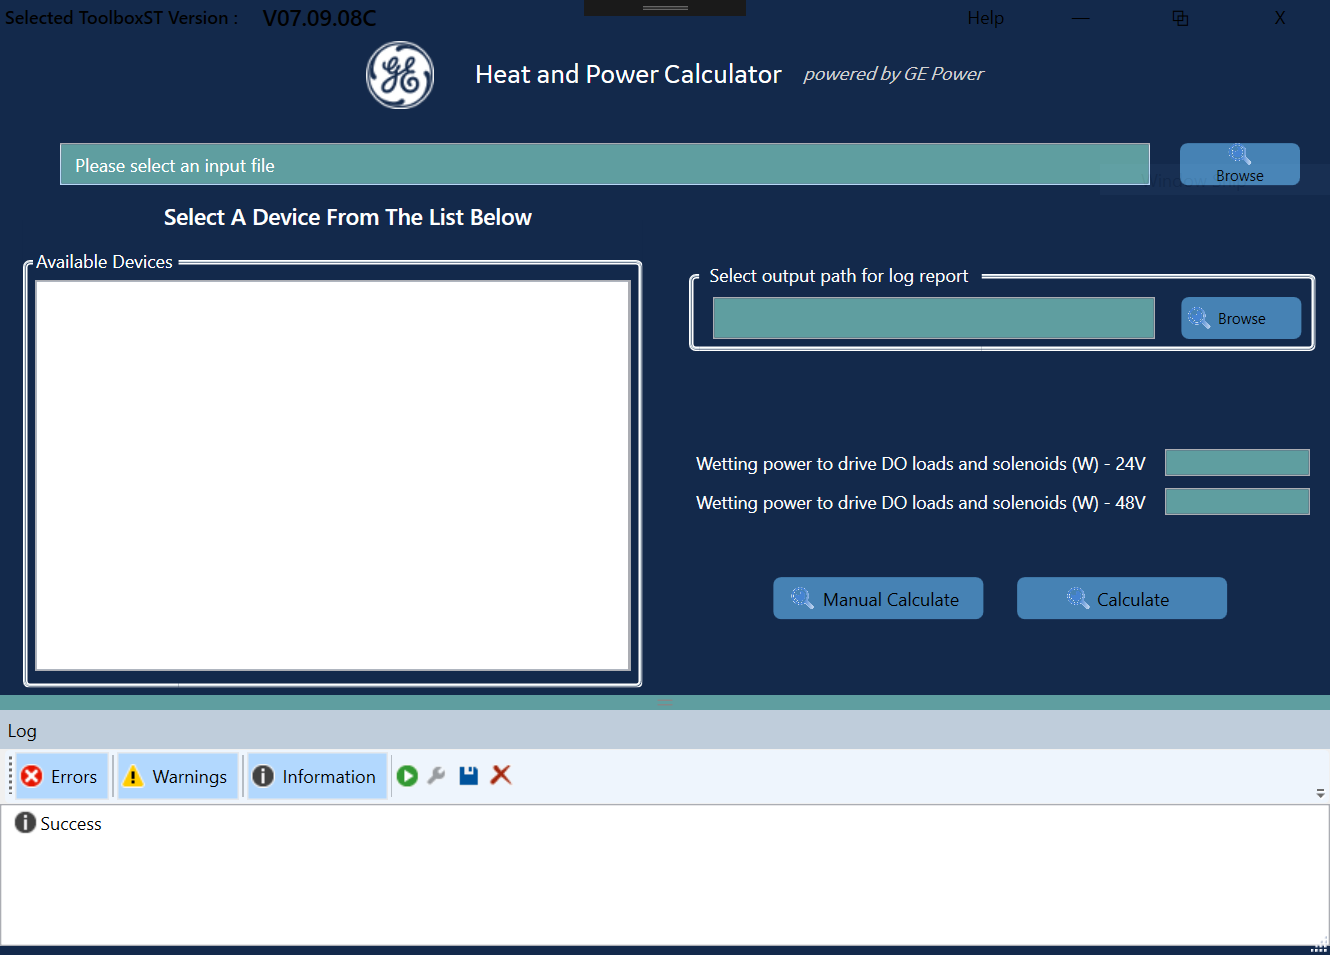 Selected ToolboxST Version : V07.09.08C
Help
X
GE
Heat and Power Calculator powered by GE Power
Please select an input file
Browse
Select A Device From The List Below
Available Devices
Select output path for log report
Browse
Wetting power to drive DO loads and solenoids (W) - 24V
Wetting power to drive DO loads and solenoids (W) - 48V
Manual Calculate
Calculate
Log
Errors
Warnings
Information
Success